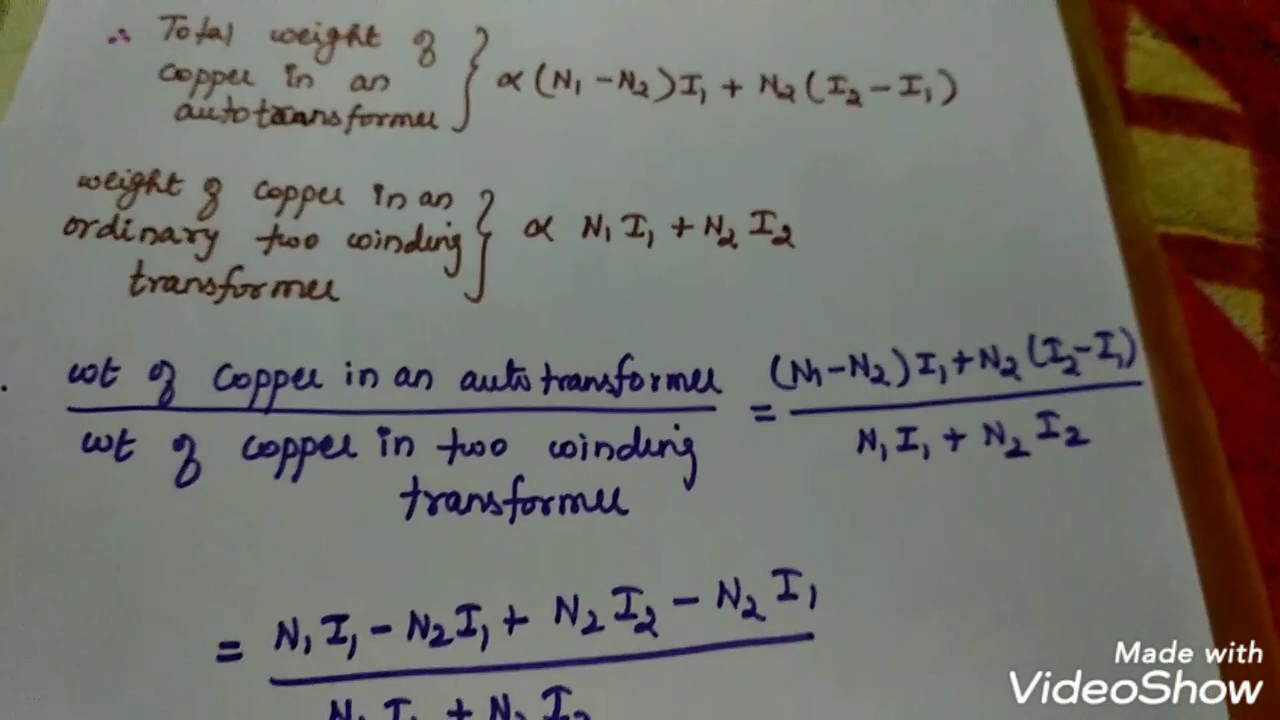 ∴ Total weight of
copper in an
autotransformer } ∝ (N₁ − N₂)I₁ + N₂(I₂ − I₁)
weight of copper in an
ordinary two winding
transformer } ∝ N₁I₁ + N₂I₂
wt of copper in an autotransformer = (N₁−N₂)I₁+N₂(I₂−I₁)
wt of copper in two winding
transformer
N₁I₁ + N₂I₂
= N₁I₁ − N₂I₁ + N₂I₂ − N₂I₁
N₁I₁ + N₂I₂
Made with
VideoShow